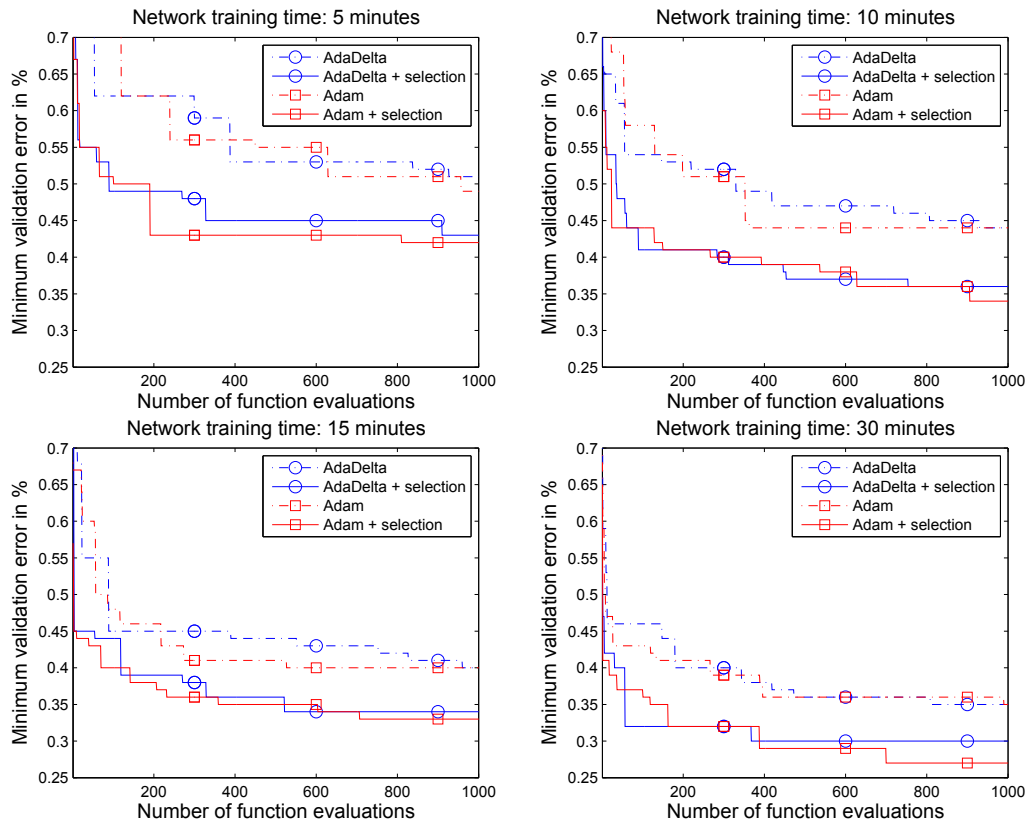 Network training time: 5 minutes
Minimum validation error in %
0.7
0.65
0.6
0.55
0.5
0.45
0.4
0.35
0.3
0.25
AdaDelta
AdaDelta + selection
Adam
Adam + selection
200 400 600 800 1000
Number of function evaluations
Network training time: 10 minutes
Minimum validation error in %
0.7
0.65
0.6
0.55
0.5
0.45
0.4
0.35
0.3
0.25
AdaDelta
AdaDelta + selection
Adam
Adam + selection
200 400 600 800 1000
Number of function evaluations
Network training time: 15 minutes
Minimum validation error in %
0.7
0.65
0.6
0.55
0.5
0.45
0.4
0.35
0.3
0.25
AdaDelta
AdaDelta + selection
Adam
Adam + selection
200 400 600 800 1000
Number of function evaluations
Network training time: 30 minutes
Minimum validation error in %
0.7
0.65
0.6
0.55
0.5
0.45
0.4
0.35
0.3
0.25
AdaDelta
AdaDelta + selection
Adam
Adam + selection
200 400 600 800 1000
Number of function evaluations